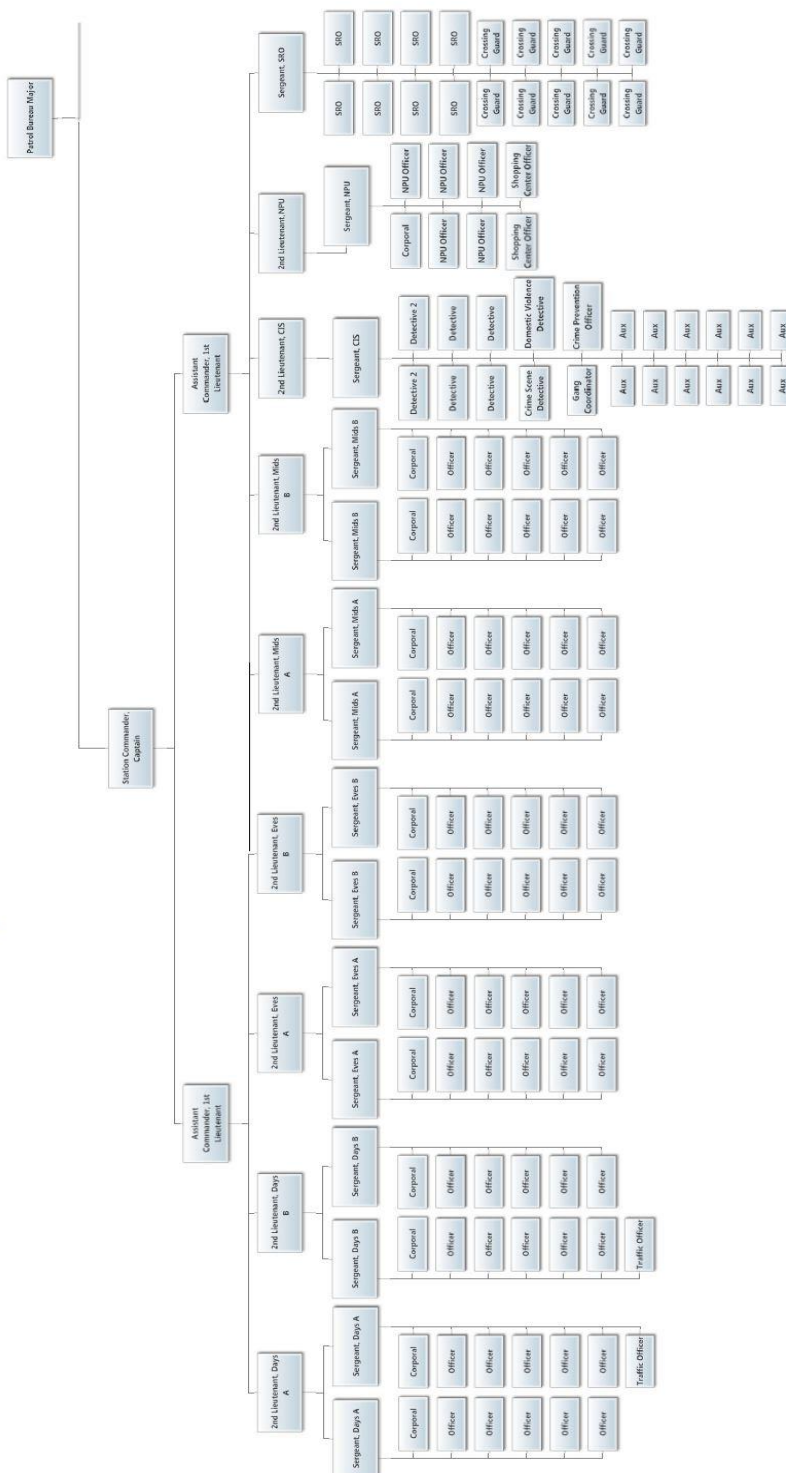 Patrol Bureau Major
Station Commander,
Captain
Assistant
Commander, 1st
Lieutenant
2nd Lieutenant, Days
A
Sergeant, Days A
Corporal
Officer
Officer
Officer
Officer
Officer
Sergeant, Days A
Corporal
Officer
Officer
Officer
Officer
Officer
Traffic Officer
2nd Lieutenant, Days
B
Sergeant, Days B
Corporal
Officer
Officer
Officer
Officer
Officer
Traffic Officer
Sergeant, Days B
Corporal
Officer
Officer
Officer
Officer
Officer
2nd Lieutenant, Eves
A
Sergeant, Eves A
Corporal
Officer
Officer
Officer
Officer
Officer
Sergeant, Eves A
Corporal
Officer
Officer
Officer
Officer
Officer
2nd Lieutenant, Eves
B
Sergeant, Eves B
Corporal
Officer
Officer
Officer
Officer
Officer
Sergeant, Eves B
Corporal
Officer
Officer
Officer
Officer
Officer
2nd Lieutenant, Mids
A
Sergeant, Mids A
Corporal
Officer
Officer
Officer
Officer
Officer
Sergeant, Mids A
Corporal
Officer
Officer
Officer
Officer
Officer
2nd Lieutenant, Mids
B
Sergeant, Mids B
Corporal
Officer
Officer
Officer
Officer
Officer
Sergeant, Mids B
Corporal
Officer
Officer
Officer
Officer
Officer
Assistant
Commander, 1st
Lieutenant
2nd Lieutenant, CIS
Sergeant, CIS
Detective 2
Detective 2
Detective
Detective
Detective
Detective
Crime Scene
Detective
Domestic Violence
Detective
Gang
Coordinator
Crime Prevention
Officer
Aux
Aux
Aux
Aux
Aux
Aux
Aux
Aux
Aux
Aux
Aux
Aux
2nd Lieutenant, NPU
Sergeant, NPU
Corporal
NPU Officer
NPU Officer
NPU Officer
NPU Officer
NPU Officer
Shopping
Center Officer
Shopping
Center Officer
Sergeant, SRO
SRO
SRO
SRO
SRO
SRO
SRO
SRO
SRO
Crossing
Guard
Crossing
Guard
Crossing
Guard
Crossing
Guard
Crossing
Guard
Crossing
Guard
Crossing
Guard
Crossing
Guard
Crossing
Guard
Crossing
Guard